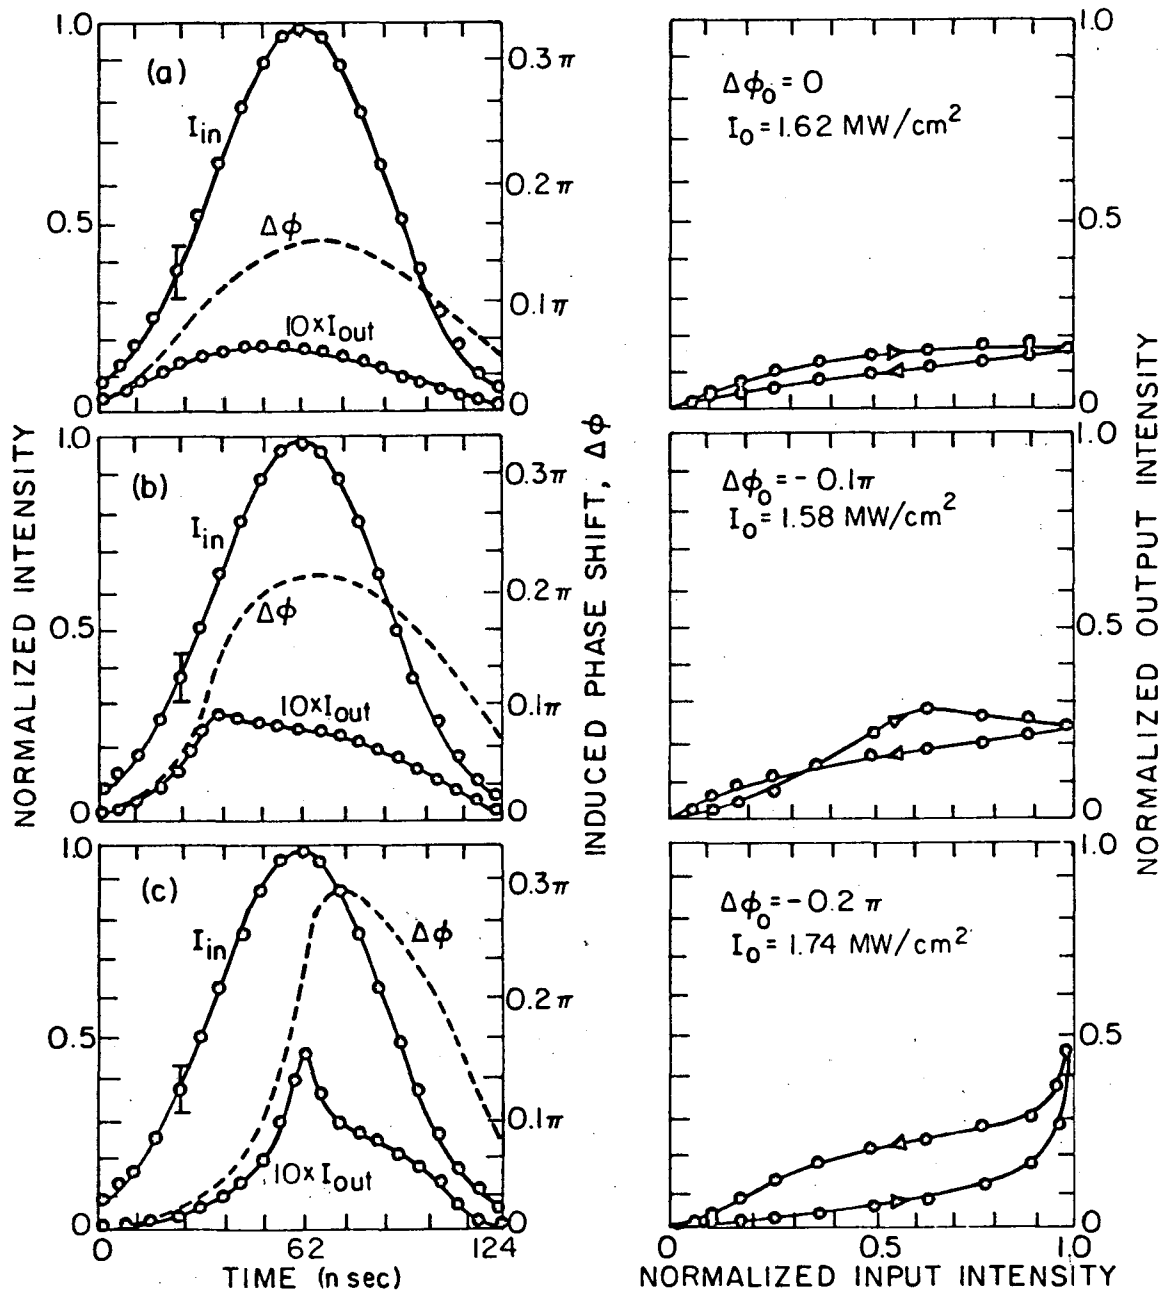 NORMALIZED INTENSITY
1.0
0.5
0
(a)
I_in
Δϕ
10×I_out
0.3π
0.2π
0.1π
0
Δϕ₀ = 0
I₀ = 1.62 MW/cm²
1.0
0.5
0
1.0
0.5
0
(b)
I_in
Δϕ
10×I_out
0.3π
0.2π
0.1π
0
INDUCED PHASE SHIFT, Δϕ
Δϕ₀ = -0.1π
I₀ = 1.58 MW/cm²
1.0
0.5
0
NORMALIZED OUTPUT INTENSITY
1.0
0.5
0
(c)
I_in
Δϕ
10×I_out
0.3π
0.2π
0.1π
0
0 62 124
TIME (n sec)
Δϕ₀ = -0.2π
I₀ = 1.74 MW/cm²
1.0
0.5
0
0 0.5 1.0
NORMALIZED INPUT INTENSITY